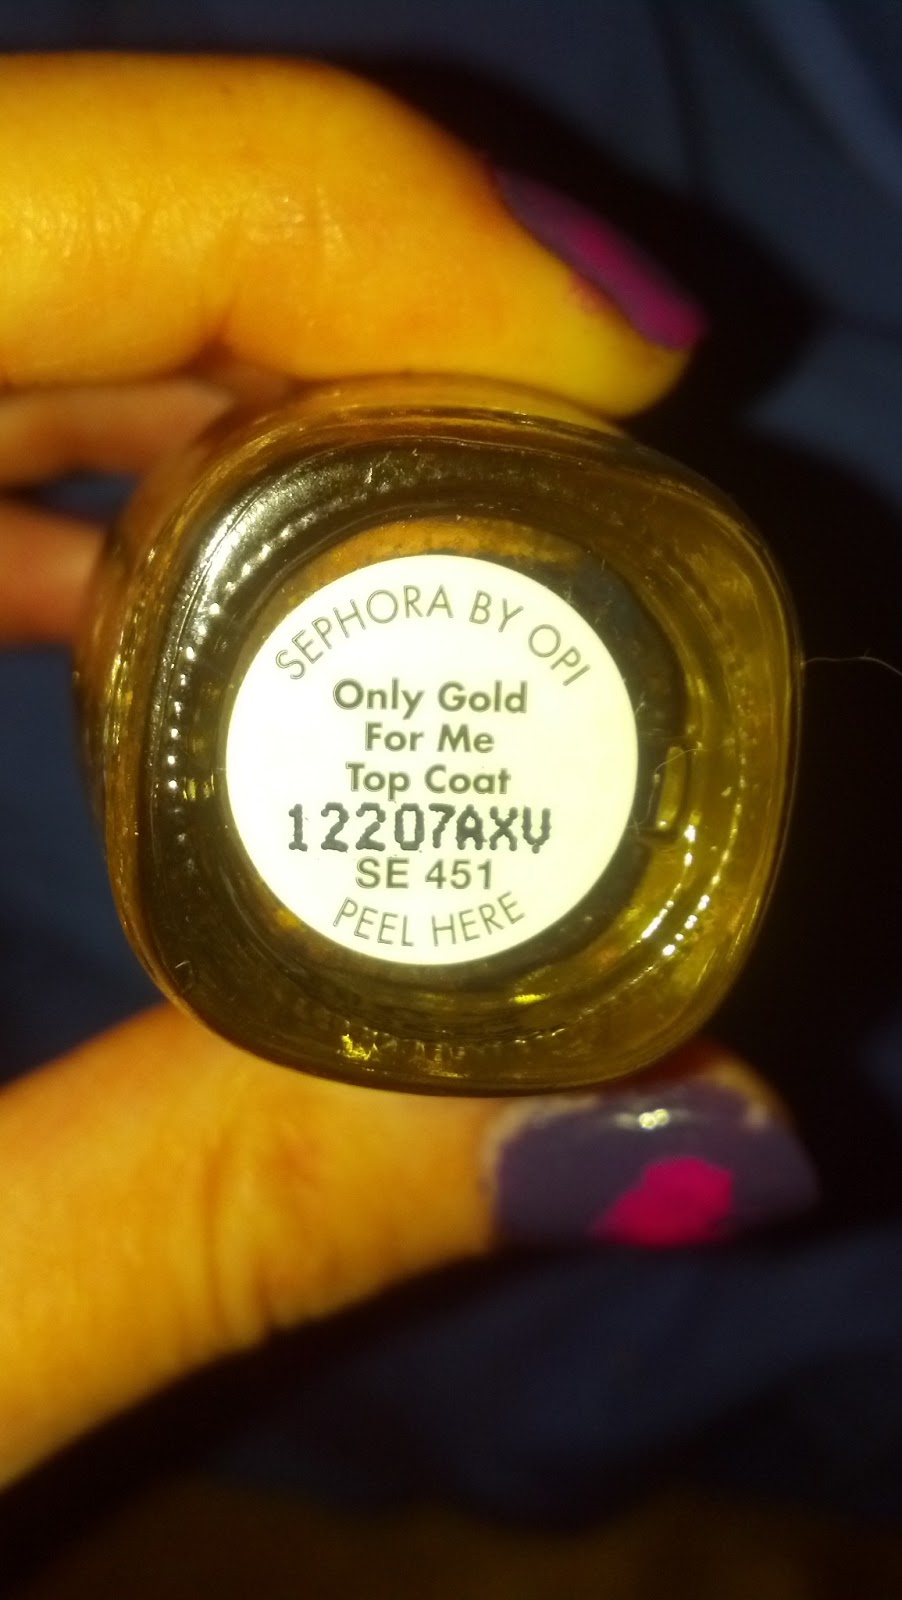 SEPHORA BY OPI
Only Gold
For Me
Top Coat
12207AXV
SE 451
PEEL HERE